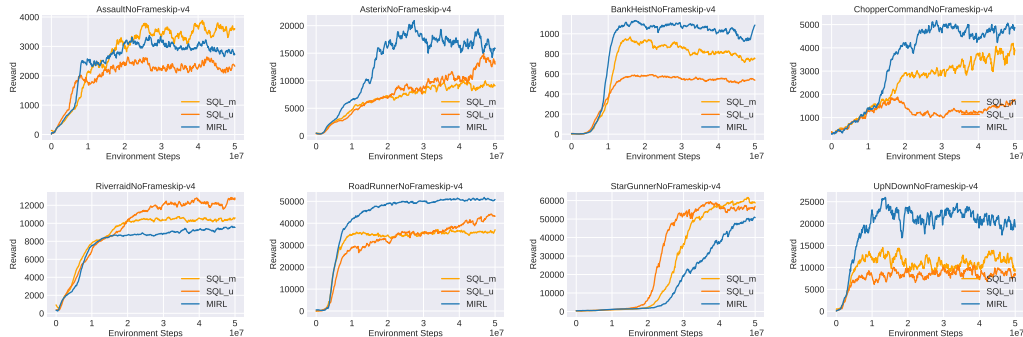 AssaultNoFrameskip-v4
Reward
4000
3000
2000
1000
0
SQL_m
SQL_u
MIRL
0 1 2 3 4 5
Environment Steps 1e7
AsterixNoFrameskip-v4
Reward
20000
15000
10000
5000
0
SQL_m
SQL_u
MIRL
0 1 2 3 4 5
Environment Steps 1e7
BankHeistNoFrameskip-v4
Reward
1000
800
600
400
200
0
SQL_m
SQL_u
MIRL
0 1 2 3 4 5
Environment Steps 1e7
ChopperCommandNoFrameskip-v4
Reward
5000
4000
3000
2000
1000
SQL_m
SQL_u
MIRL
0 1 2 3 4 5
Environment Steps 1e7
RiverraidNoFrameskip-v4
Reward
12000
10000
8000
6000
4000
2000
0
SQL_m
SQL_u
MIRL
0 1 2 3 4 5
Environment Steps 1e7
RoadRunnerNoFrameskip-v4
Reward
50000
40000
30000
20000
10000
0
SQL_m
SQL_u
MIRL
0 1 2 3 4 5
Environment Steps 1e7
StarGunnerNoFrameskip-v4
Reward
60000
50000
40000
30000
20000
10000
0
SQL_m
SQL_u
MIRL
0 1 2 3 4 5
Environment Steps 1e7
UpNDownNoFrameskip-v4
Reward
25000
20000
15000
10000
5000
0
SQL_m
SQL_u
MIRL
0 1 2 3 4 5
Environment Steps 1e7